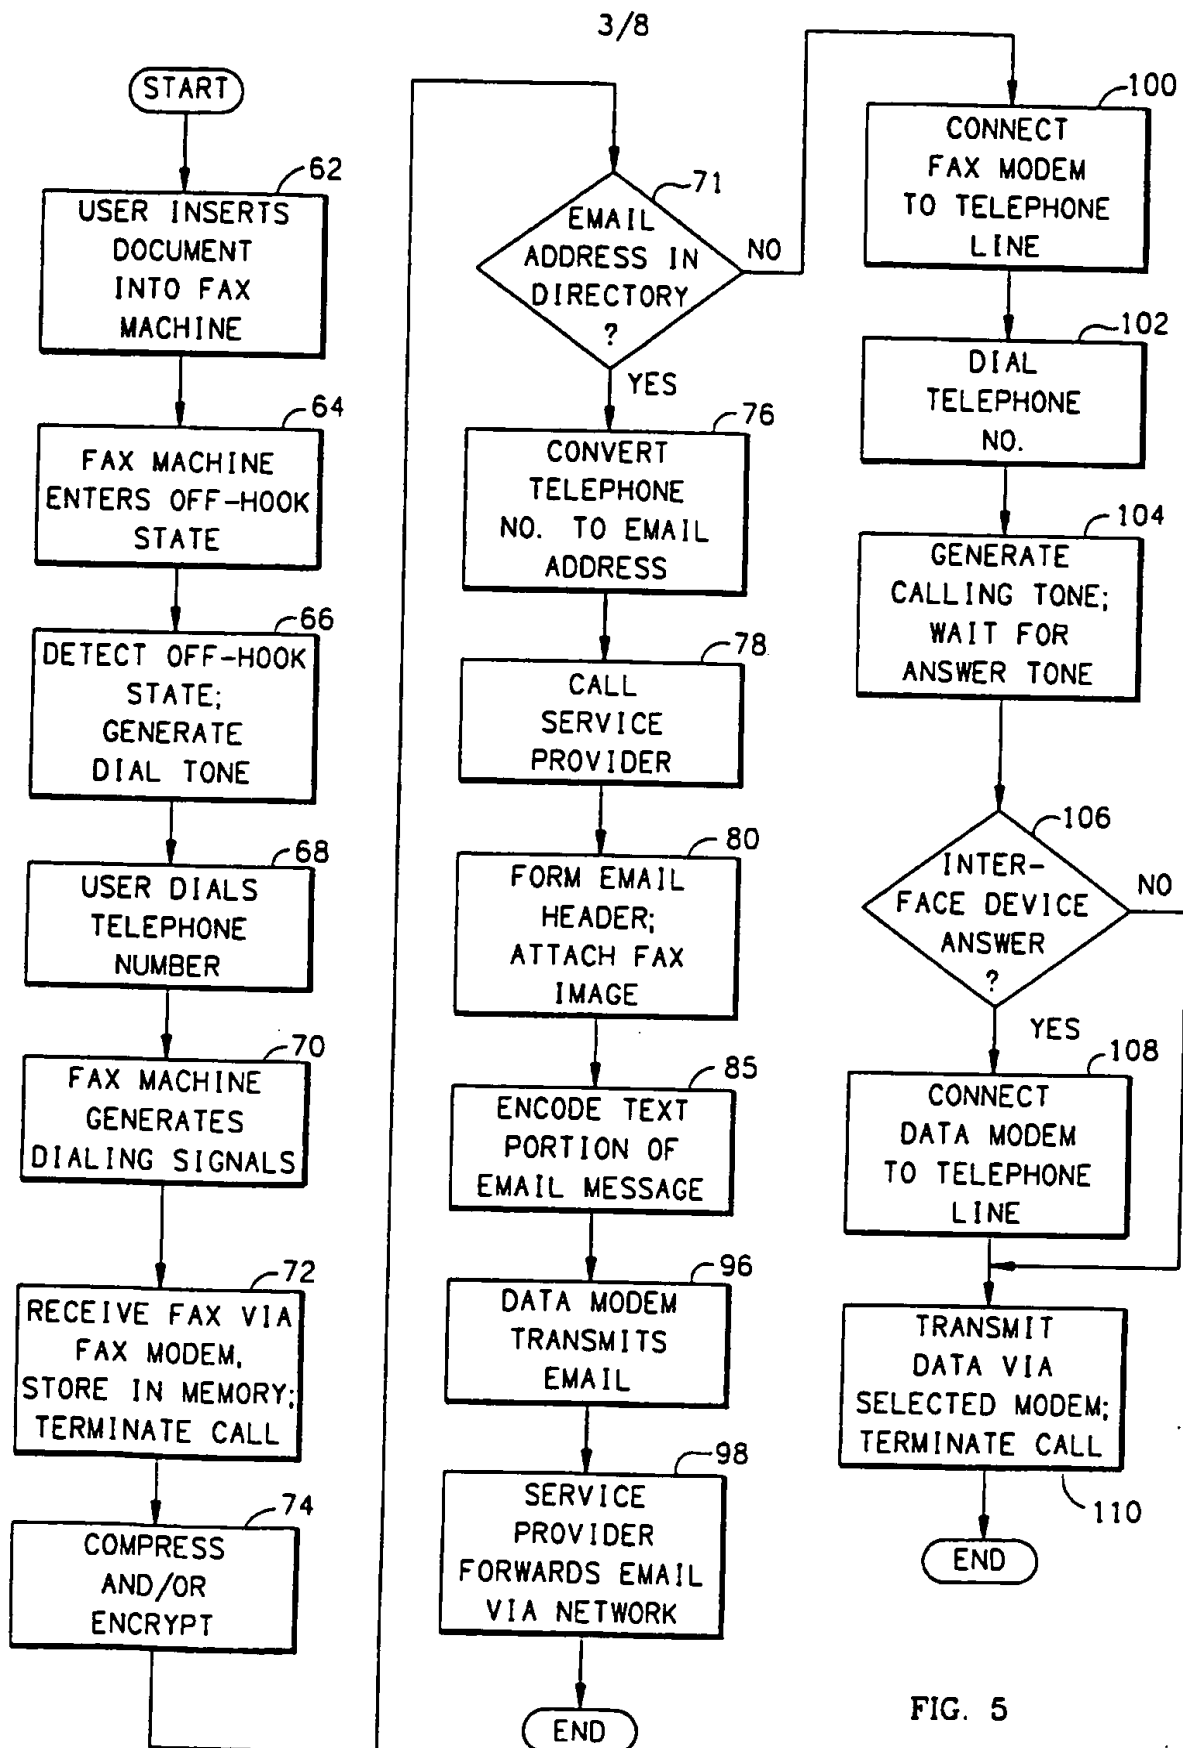 3/8
START
62
USER INSERTS
DOCUMENT
INTO FAX
MACHINE
64
FAX MACHINE
ENTERS OFF-HOOK
STATE
66
DETECT OFF-HOOK
STATE;
GENERATE
DIAL TONE
68
USER DIALS
TELEPHONE
NUMBER
70
FAX MACHINE
GENERATES
DIALING SIGNALS
72
RECEIVE FAX VIA
FAX MODEM,
STORE IN MEMORY;
TERMINATE CALL
74
COMPRESS
AND/OR
ENCRYPT
71
EMAIL
ADDRESS IN
DIRECTORY
?
NO
YES
76
CONVERT
TELEPHONE
NO. TO EMAIL
ADDRESS
78
CALL
SERVICE
PROVIDER
80
FORM EMAIL
HEADER;
ATTACH FAX
IMAGE
85
ENCODE TEXT
PORTION OF
EMAIL MESSAGE
96
DATA MODEM
TRANSMITS
EMAIL
98
SERVICE
PROVIDER
FORWARDS EMAIL
VIA NETWORK
END
100
CONNECT
FAX MODEM
TO TELEPHONE
LINE
102
DIAL
TELEPHONE
NO.
104
GENERATE
CALLING TONE;
WAIT FOR
ANSWER TONE
106
INTER-
FACE DEVICE
ANSWER
?
NO
YES
108
CONNECT
DATA MODEM
TO TELEPHONE
LINE
TRANSMIT
DATA VIA
SELECTED MODEM;
TERMINATE CALL
110
END
FIG. 5